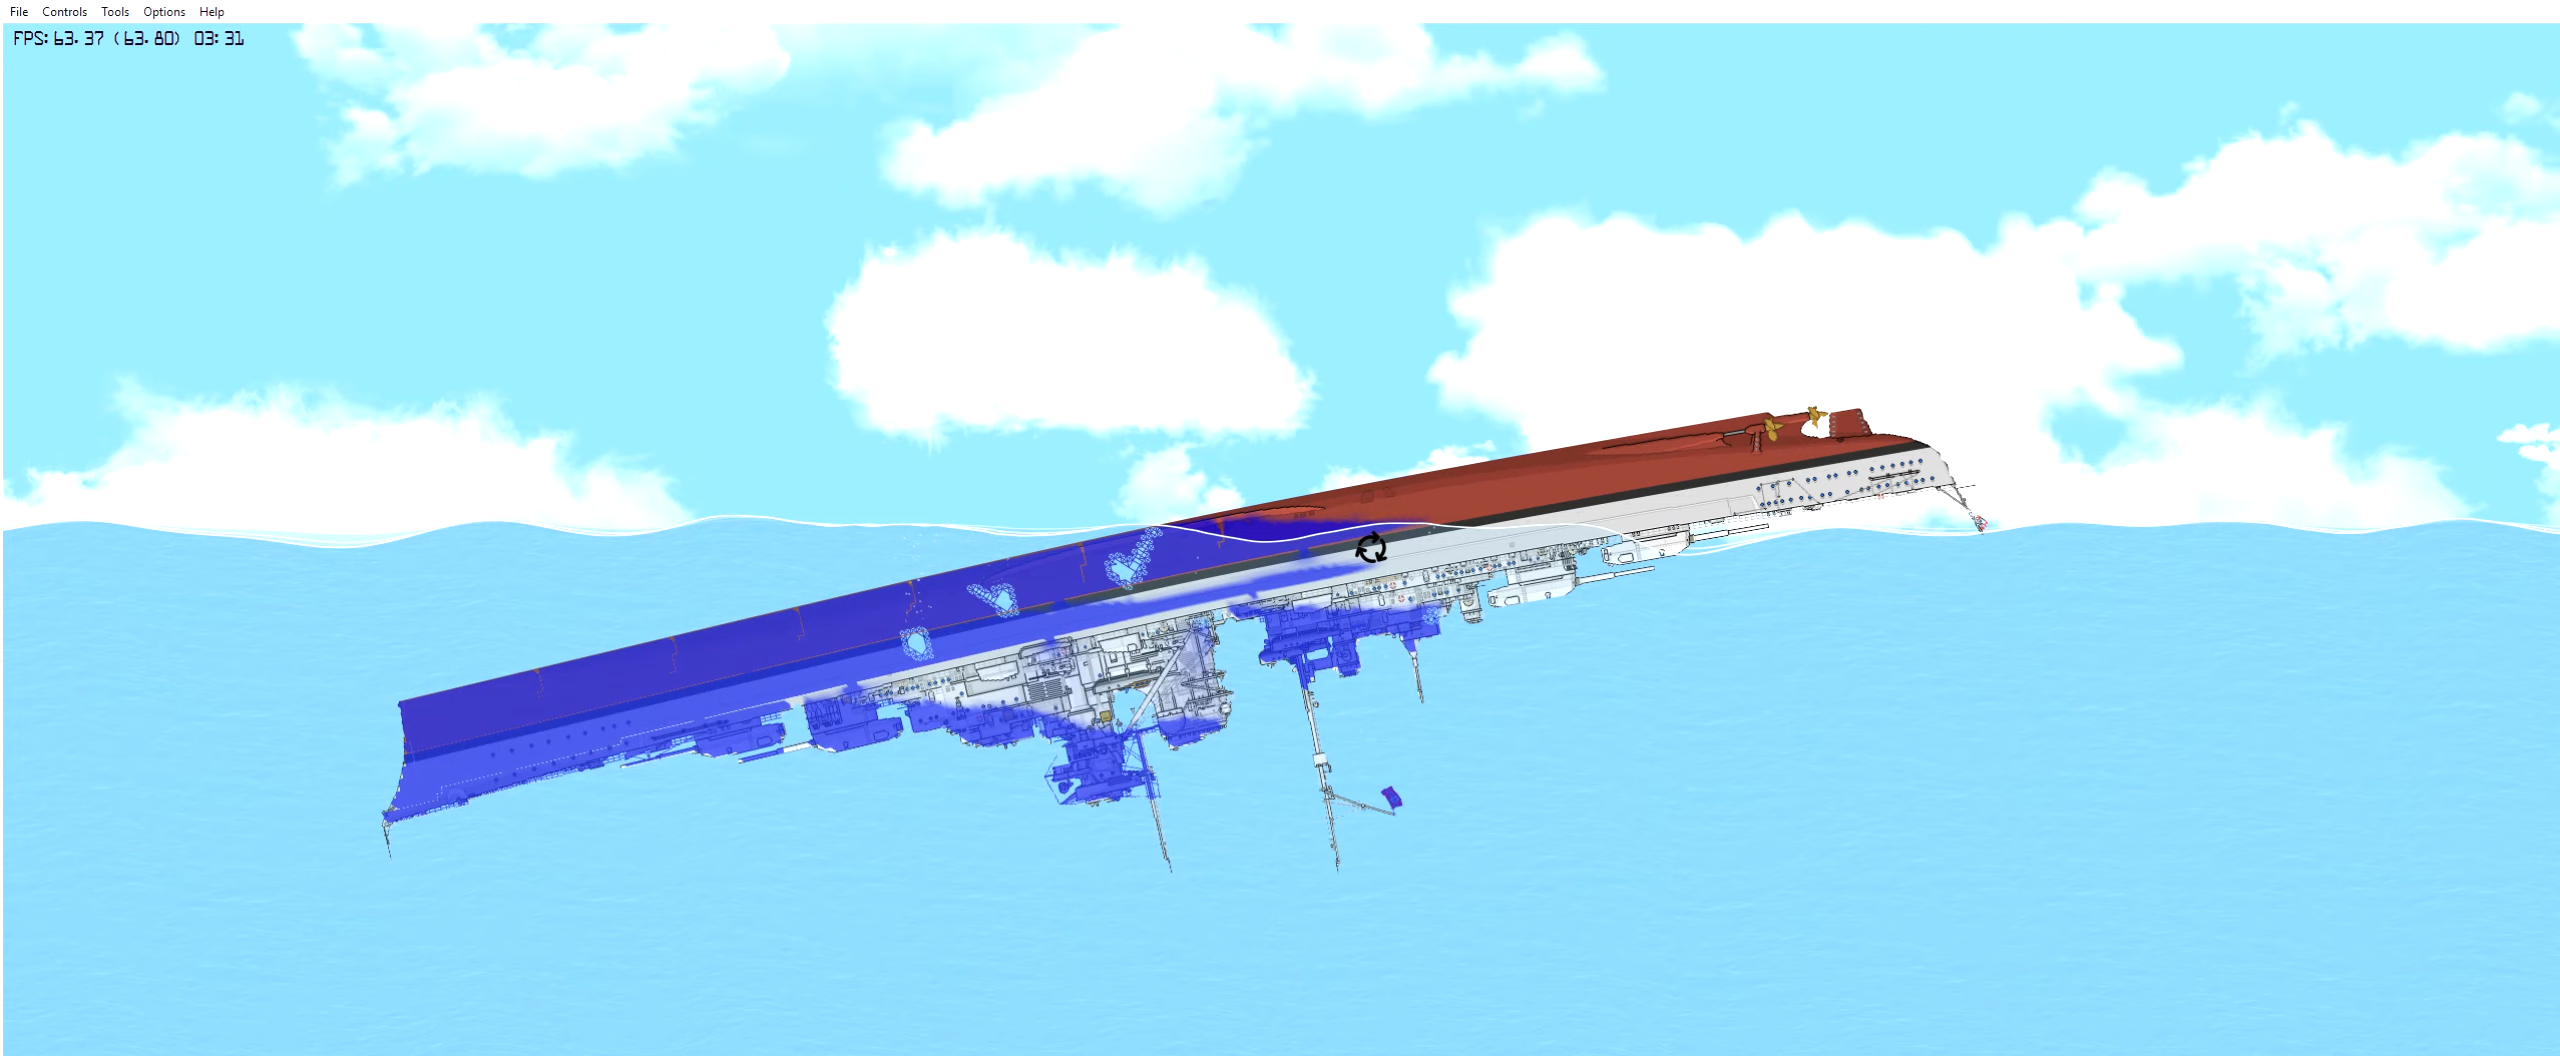 File Controls Tools Options Help
FPS: 63.37 (63.80) 03:31